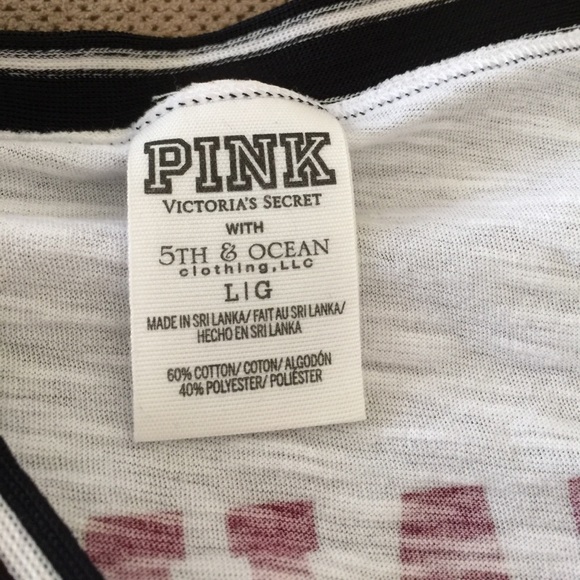 PINK
VICTORIA'S SECRET
WITH
5TH & OCEAN
clothing,LLC
L|G
MADE IN SRI LANKA/ FAIT AU SRI LANKA/
HECHO EN SRI LANKA
60% COTTON/ COTON/ ALGODÓN
40% POLYESTER/ POLIÉSTER